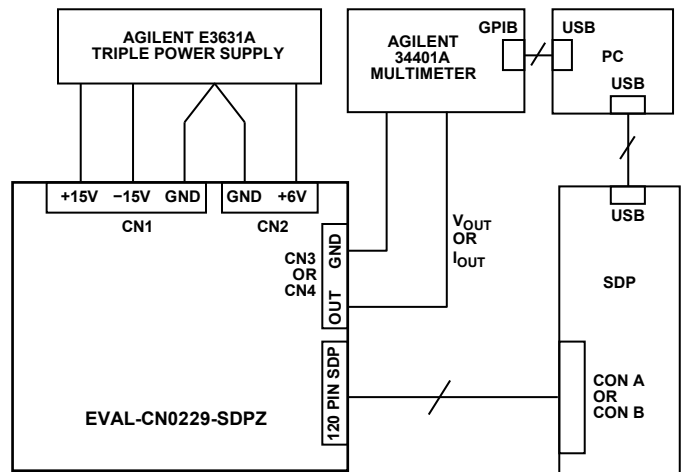 AGILENT E3631A
TRIPLE POWER SUPPLY
AGILENT
34401A
MULTIMETER
GPIB
USB
PC
USB
+15V
−15V
GND
GND
+6V
CN1
CN2
CN3
OR
CN4
GND
OUT
VOUT
OR
IOUT
USB
SDP
120 PIN SDP
CON A
OR
CON B
EVAL-CN0229-SDPZ